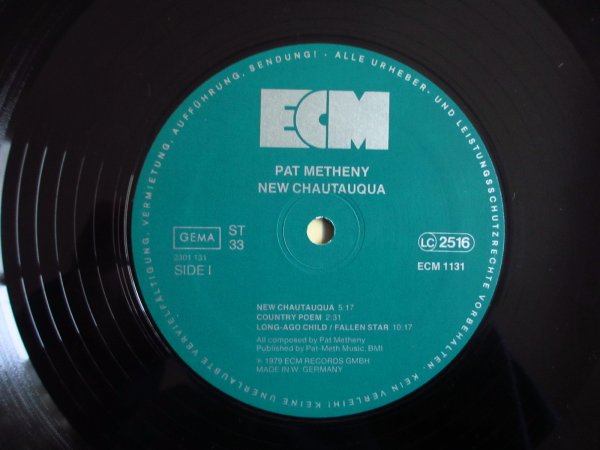 ALLE URHEBER- UND LEISTUNGSSCHUTZRECHTE VORBEHALTEN. KEIN VERLEIH! KEINE UNERLAUBTE VERVIELFÄLTIGUNG, VERMIETUNG, AUFFÜHRUNG, SENDUNG! ·
ECM
PAT METHENY
NEW CHAUTAUQUA
GEMA
ST
33
LC 2516
2301 131
SIDE I
ECM 1131
NEW CHAUTAUQUA 5:17
COUNTRY POEM 2:31
LONG-AGO CHILD / FALLEN STAR 10:17
All composed by Pat Metheny
Published by Pat-Meth Music, BMI
℗ 1979 ECM RECORDS GMBH
MADE IN W. GERMANY